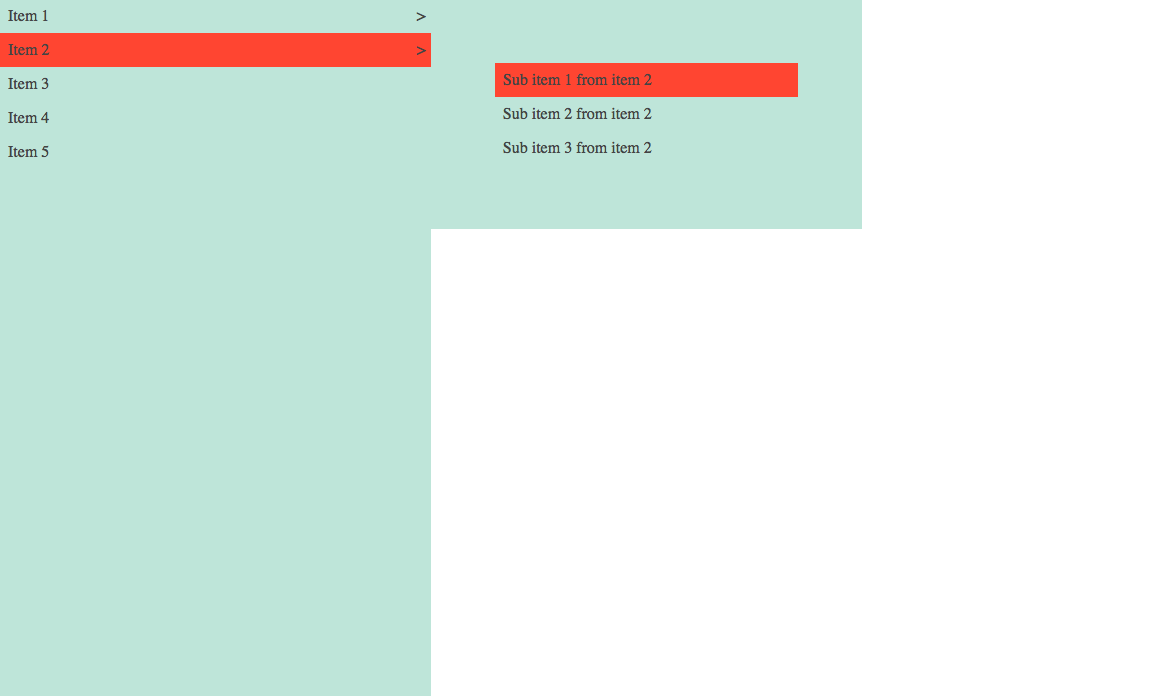 Item 1 >
Item 2 >
Item 3
Item 4
Item 5
Sub item 1 from item 2
Sub item 2 from item 2
Sub item 3 from item 2